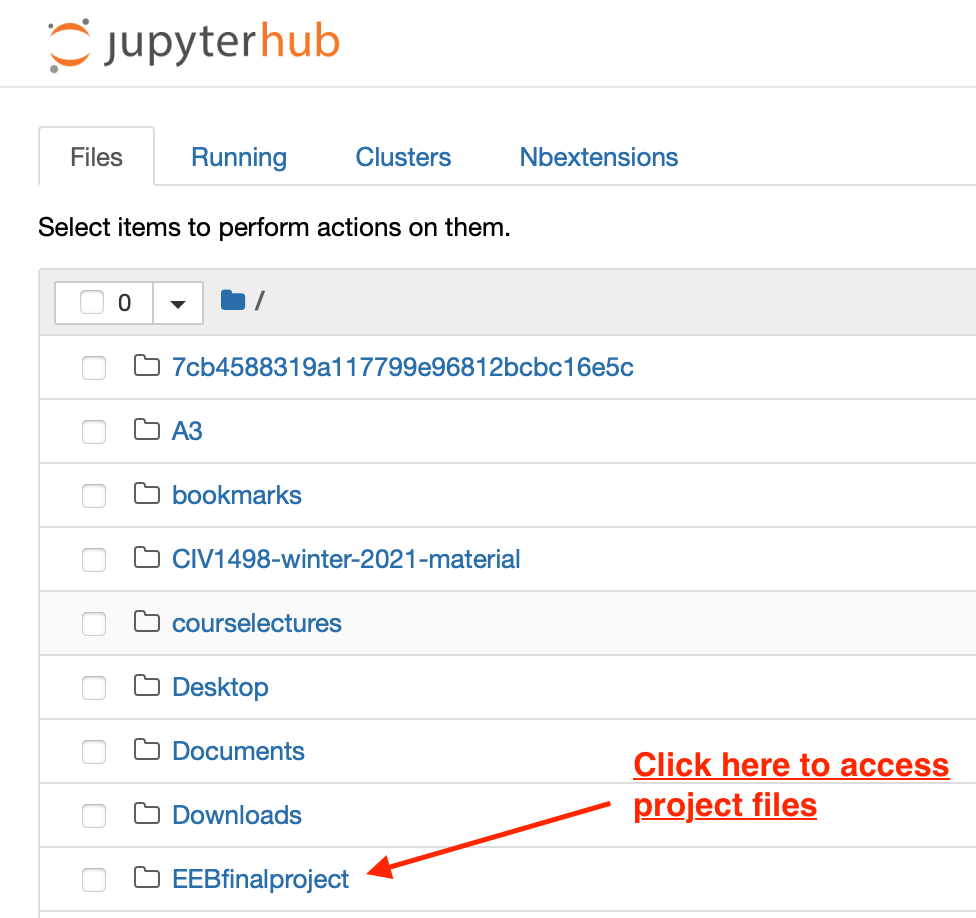 jupyterhub
Files Running Clusters Nbextensions
Select items to perform actions on them.
0 /
7cb4588319a117799e96812bcbc16e5c
A3
bookmarks
CIV1498-winter-2021-material
courselectures
Desktop
Documents
Click here to access
project files
Downloads
EEBfinalproject